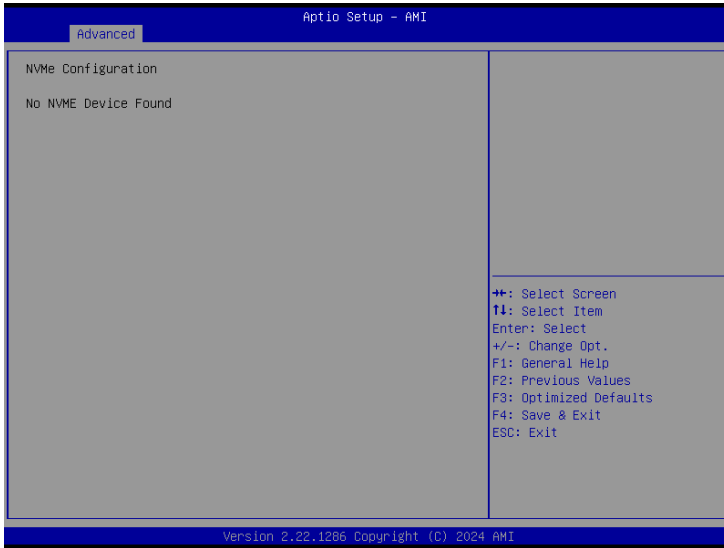 Aptio Setup – AMI
Advanced
NVMe Configuration
No NVME Device Found
→←: Select Screen
↑↓: Select Item
Enter: Select
+/-: Change Opt.
F1: General Help
F2: Previous Values
F3: Optimized Defaults
F4: Save & Exit
ESC: Exit
Version 2.22.1286 Copyright (C) 2024 AMI